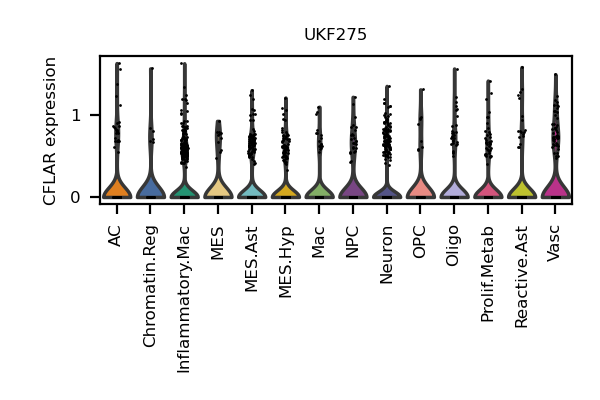 UKF275
CFLAR expression
1
0
AC
Chromatin.Reg
Inflammatory.Mac
MES
MES.Ast
MES.Hyp
Mac
NPC
Neuron
OPC
Oligo
Prolif.Metab
Reactive.Ast
Vasc